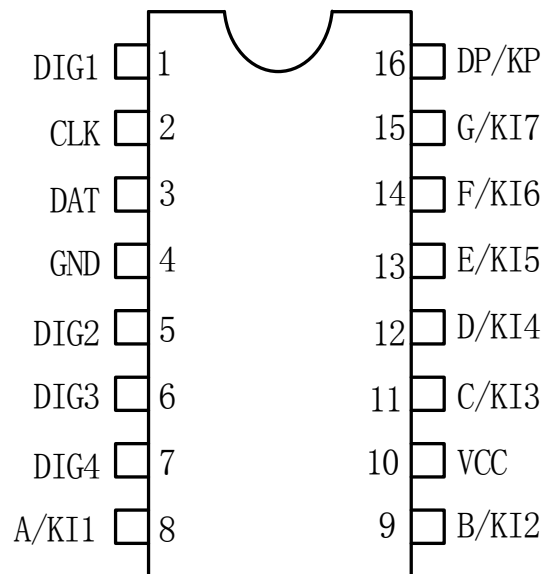 DIG1 1 16 DP/KP
CLK 2 15 G/KI7
DAT 3 14 F/KI6
GND 4 13 E/KI5
DIG2 5 12 D/KI4
DIG3 6 11 C/KI3
DIG4 7 10 VCC
A/KI1 8 9 B/KI2